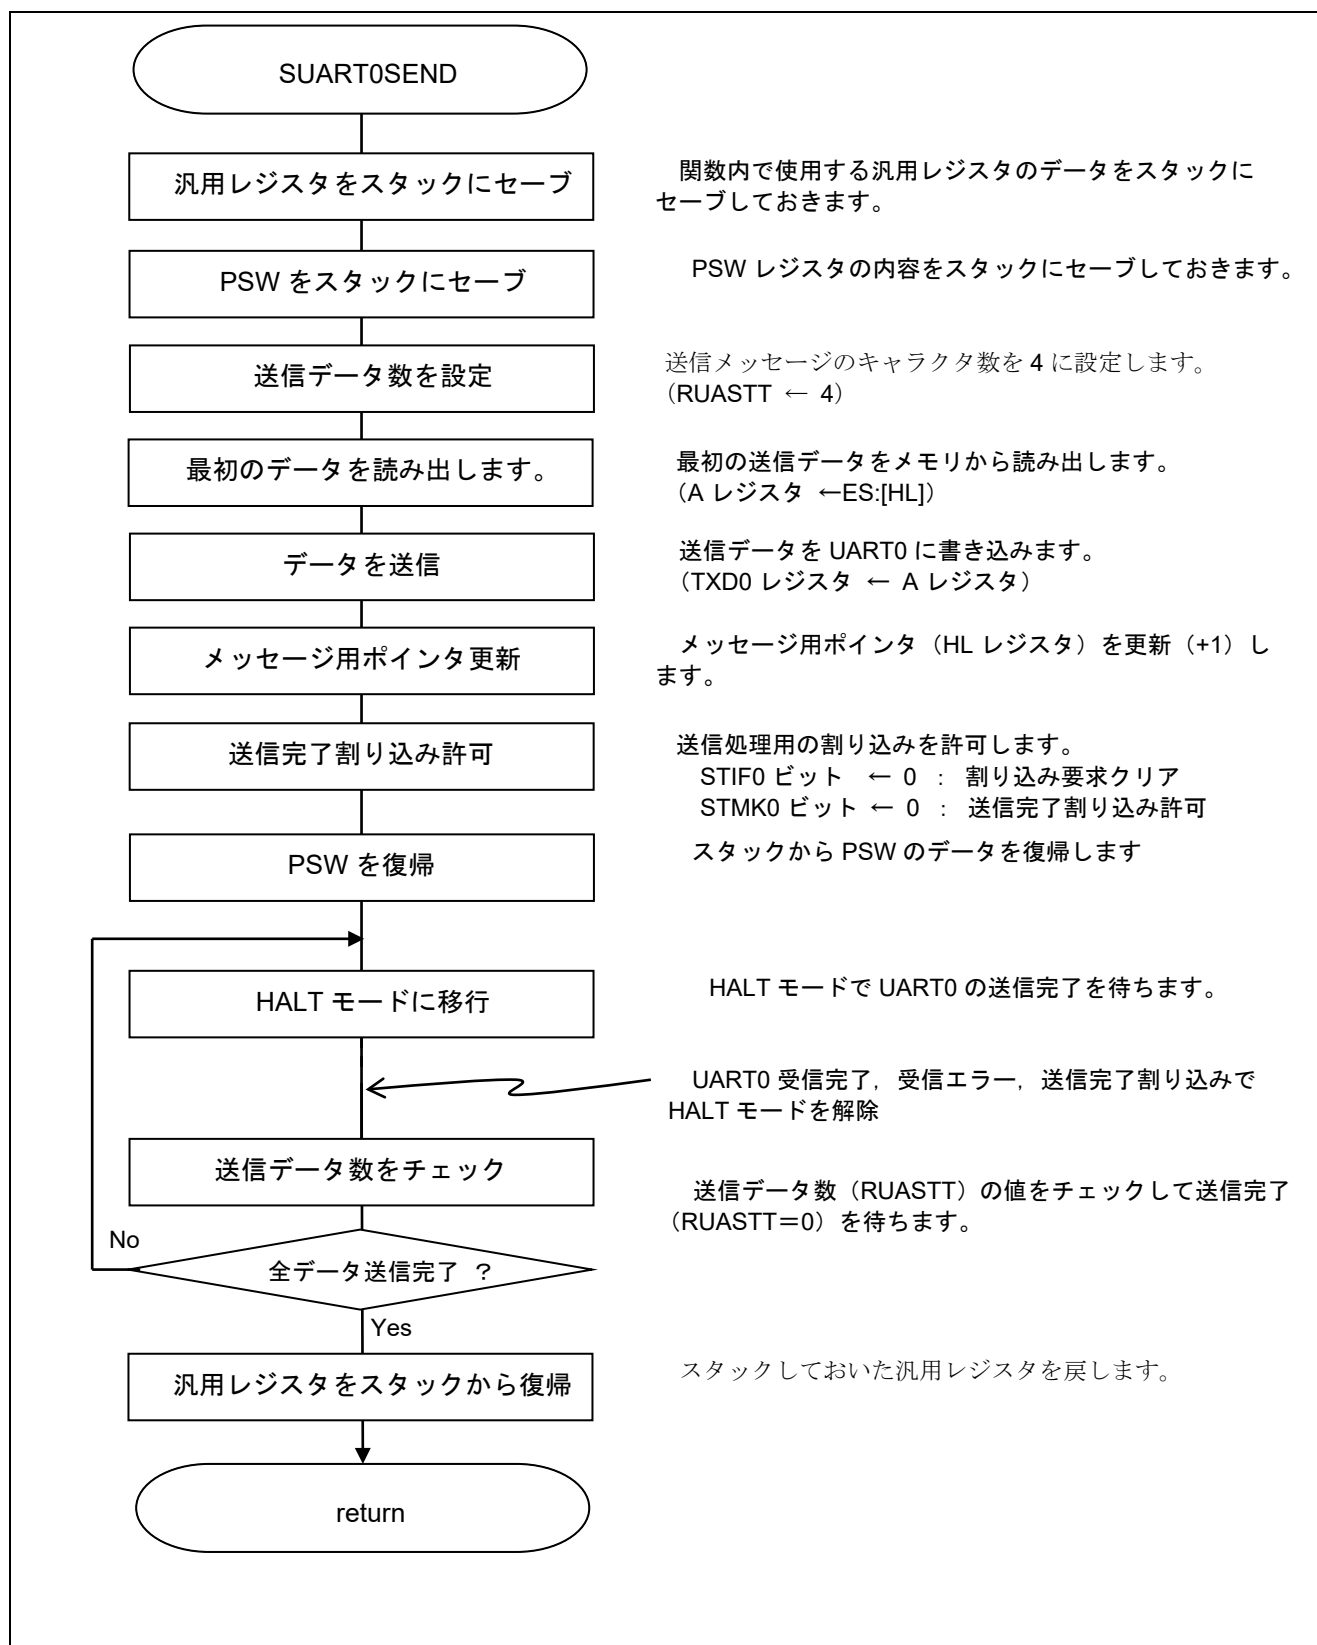 SUART0SEND
汎用レジスタをスタックにセーブ
関数内で使用する汎用レジスタのデータをスタックに
セーブしておきます。
PSW をスタックにセーブ
PSW レジスタの内容をスタックにセーブしておきます。
送信データ数を設定
送信メッセージのキャラクタ数を 4 に設定します。
（RUASTT ← 4）
最初のデータを読み出します。
最初の送信データをメモリから読み出します。
（A レジスタ ←ES:[HL]）
データを送信
送信データを UART0 に書き込みます。
（TXD0 レジスタ ← A レジスタ）
メッセージ用ポインタ更新
メッセージ用ポインタ（HL レジスタ）を更新（+1）し
ます。
送信完了割り込み許可
送信処理用の割り込みを許可します。
STIF0 ビット ← 0 ： 割り込み要求クリア
STMK0 ビット ← 0 ： 送信完了割り込み許可
PSW を復帰
スタックから PSW のデータを復帰します
HALT モードに移行
HALT モードで UART0 の送信完了を待ちます。
UART0 受信完了，受信エラー，送信完了割り込みで
HALT モードを解除
送信データ数をチェック
送信データ数（RUASTT）の値をチェックして送信完了
（RUASTT＝0）を待ちます。
No
全データ送信完了 ？
Yes
汎用レジスタをスタックから復帰
スタックしておいた汎用レジスタを戻します。
return